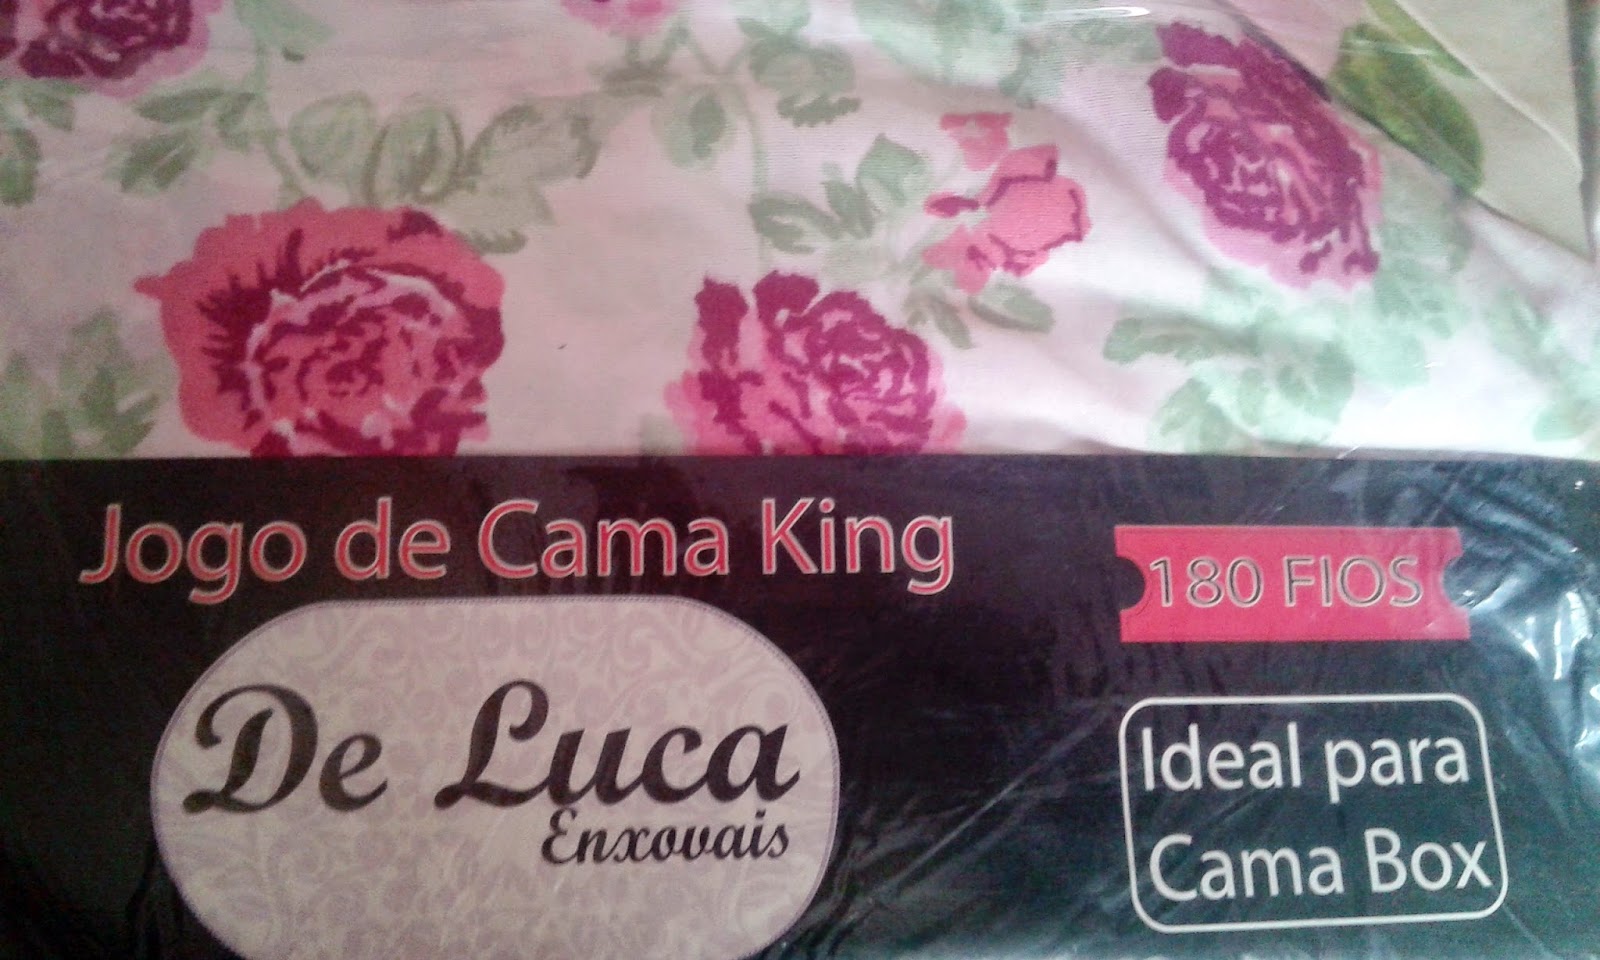 Jogo de Cama King
180 FIOS
De Luca
Enxovais
Ideal para
Cama Box